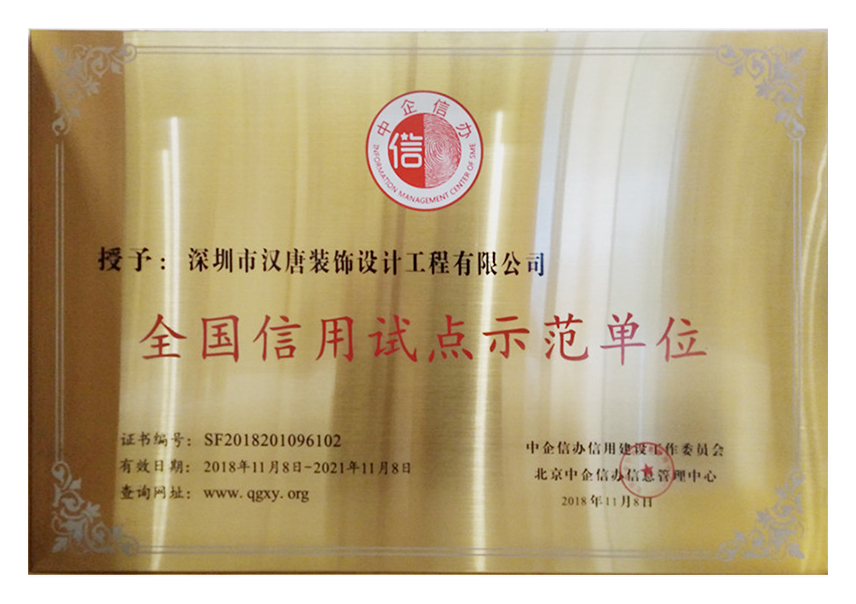 中企信办
信
INFORMATION MANAGEMENT CENTER OF SME
授予：深圳市汉唐装饰设计工程有限公司
全国信用试点示范单位
证书编号：SF2018201096102
有效日期：2018年11月8日-2021年11月8日
查询网址：www.qgxy.org
中企信办信用建设工作委员会
北京中企信办信息管理中心
2018年11月8日